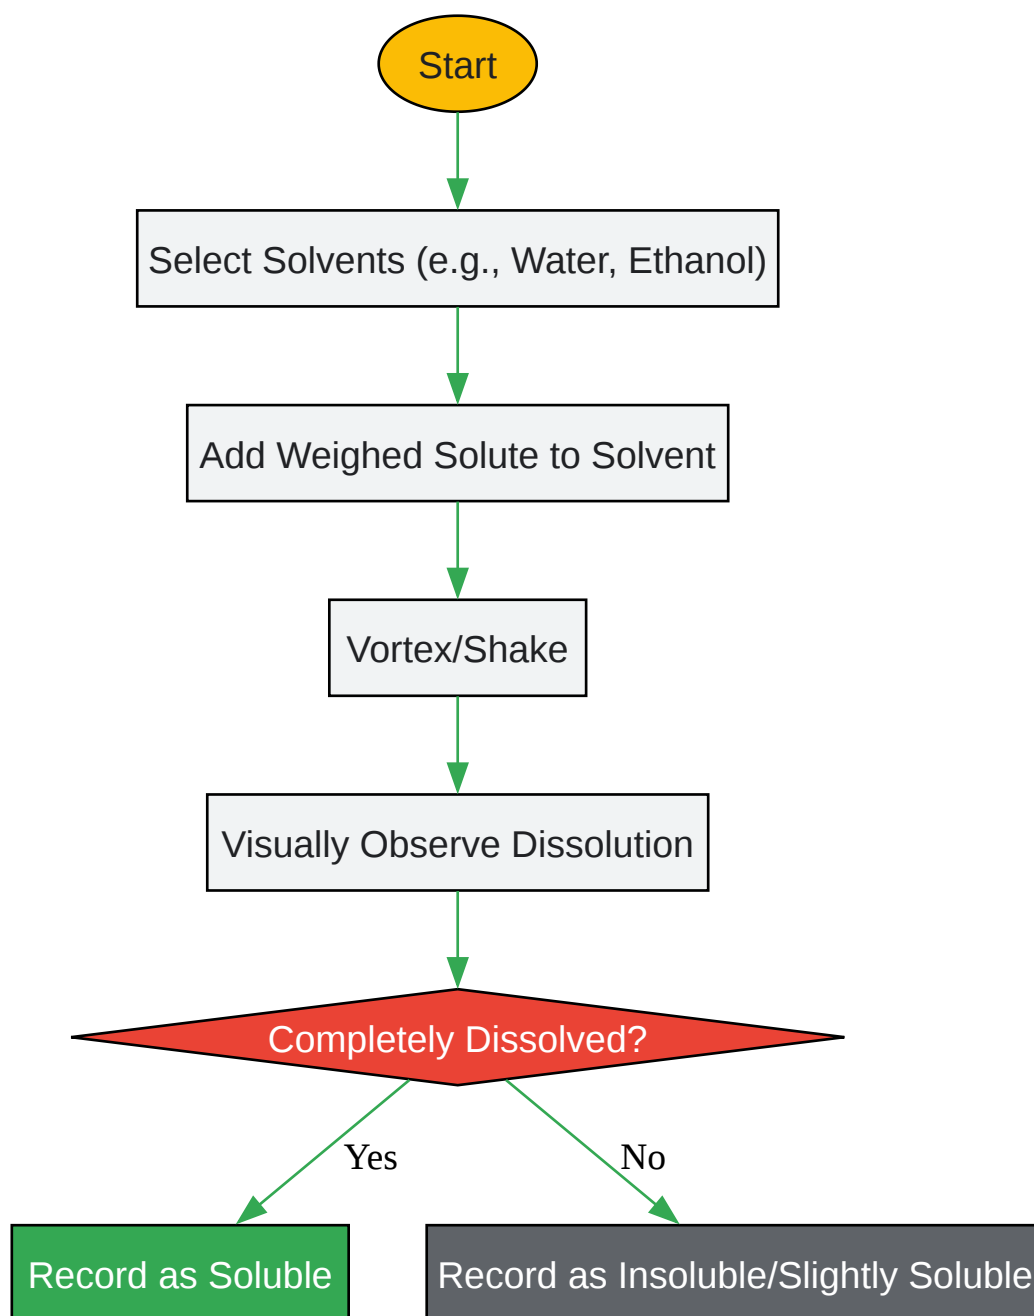 Start
Select Solvents (e.g., Water, Ethanol)
Add Weighed Solute to Solvent
Vortex/Shake
Visually Observe Dissolution
Completely Dissolved?
Yes
No
Record as Soluble
Record as Insoluble/Slightly Soluble